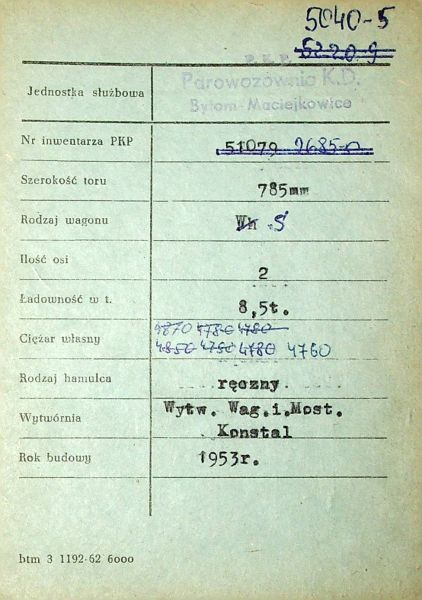 5040-5
5220-9
P.K.P.
Parowozownia K.D.
Bytom-Maciejkowice
Jednostka służbowa
Nr inwentarza PKP 51079 2685-n
Szerokość toru 785mm
Rodzaj wagonu Wh S
Ilość osi 2
Ładowność w t. 8,5t.
4870 4780 4780
Ciężar własny 4850 4750 4780 4760
Rodzaj hamulca ręczny
Wytw. Wag.i.Most.
Wytwórnia Konstal
Rok budowy 1953r.
btm 3 1192-62 6000